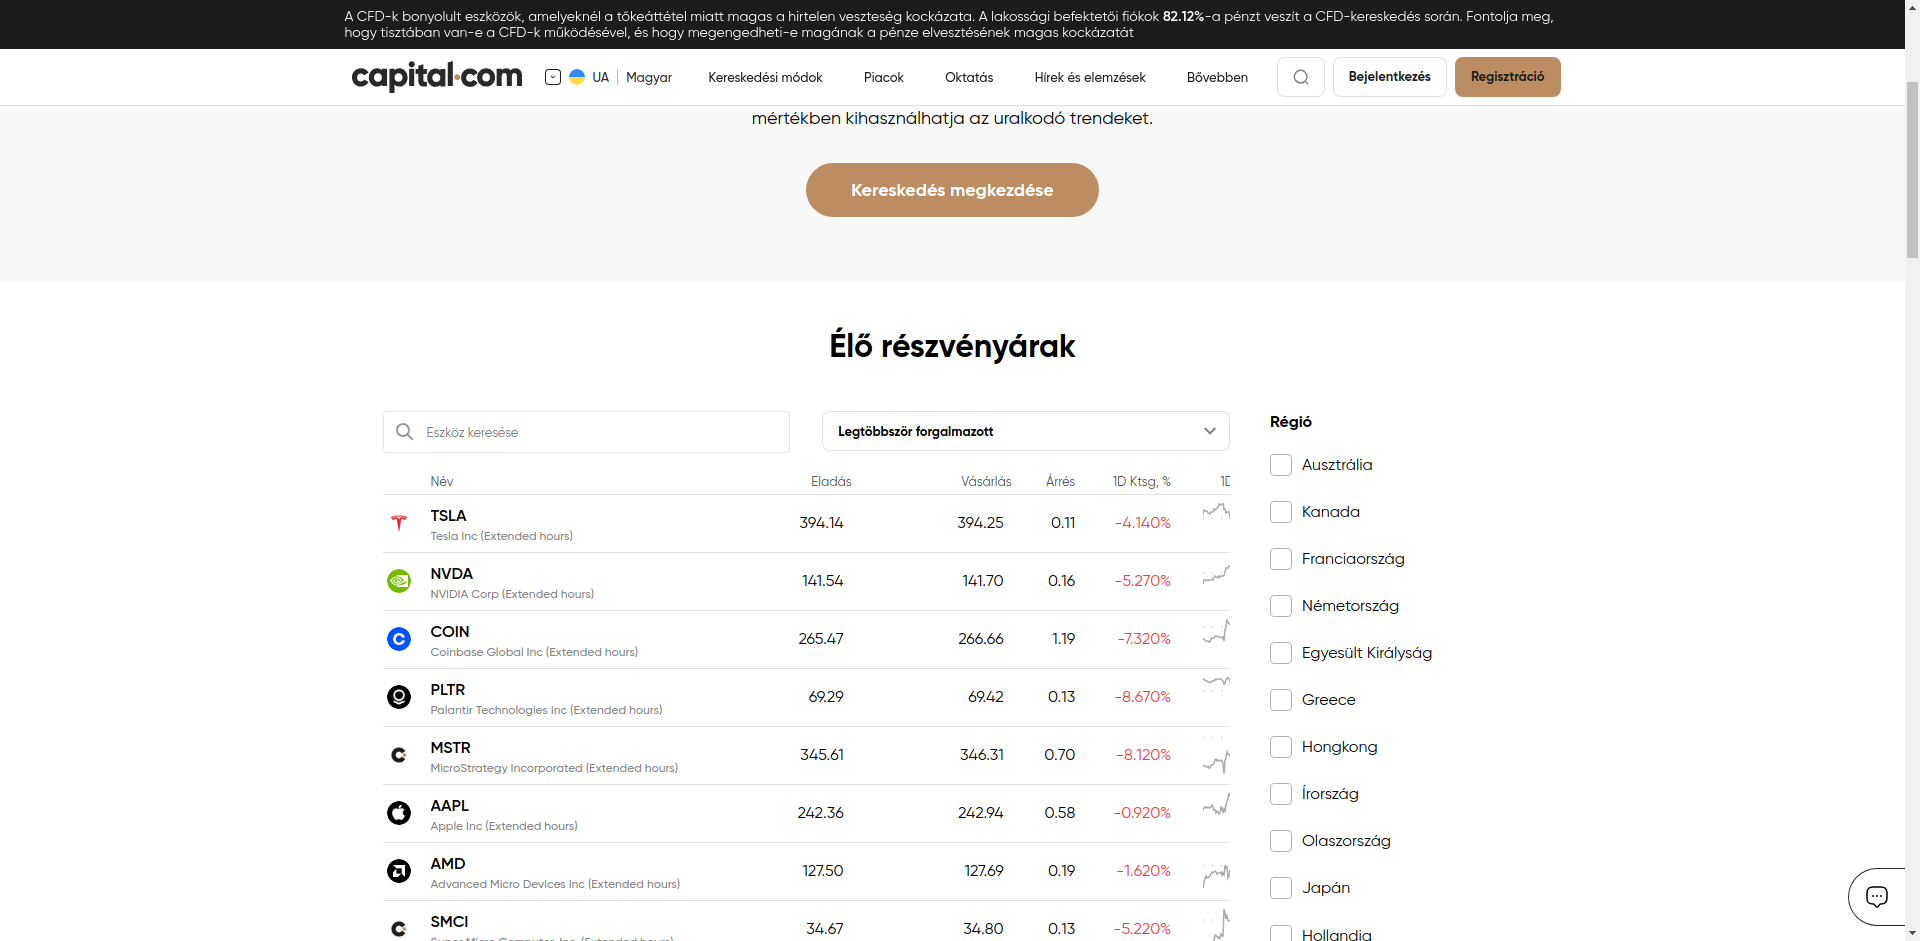 A CFD-k bonyolult eszközök, amelyeknél a tőkeáttétel miatt magas a hirtelen veszteség kockázata. A lakossági befektetői fiókok 82.12%-a pénzt veszít a CFD-kereskedés során. Fontolja meg,
hogy tisztában van-e a CFD-k működésével, és hogy megengedheti-e magának a pénze elvesztésének magas kockázatát
capital.com UA Magyar Kereskedési módok Piacok Oktatás Hírek és elemzések Bővebben Bejelentkezés Regisztráció
mértékben kihasználhatja az uralkodó trendeket.
Kereskedés megkezdése
Élő részvényárak
Eszköz keresése
Legtöbbször forgalmazott
Név Eladás Vásárlás Árrés 1D Ktsg, % 1D
TSLA 394.14 394.25 0.11 -4.140%
Tesla Inc (Extended hours)
NVDA 141.54 141.70 0.16 -5.270%
NVIDIA Corp (Extended hours)
COIN 265.47 266.66 1.19 -7.320%
Coinbase Global Inc (Extended hours)
PLTR 69.29 69.42 0.13 -8.670%
Palantir Technologies Inc (Extended hours)
MSTR 345.61 346.31 0.70 -8.120%
MicroStrategy Incorporated (Extended hours)
AAPL 242.36 242.94 0.58 -0.920%
Apple Inc (Extended hours)
AMD 127.50 127.69 0.19 -1.620%
Advanced Micro Devices Inc (Extended hours)
SMCI 34.67 34.80 0.13 -5.220%
Super Micro Computer, Inc. (Extended hours)
Régió
Ausztrália
Kanada
Franciaország
Németország
Egyesült Királyság
Greece
Hongkong
Írország
Olaszország
Japán
Hollandia